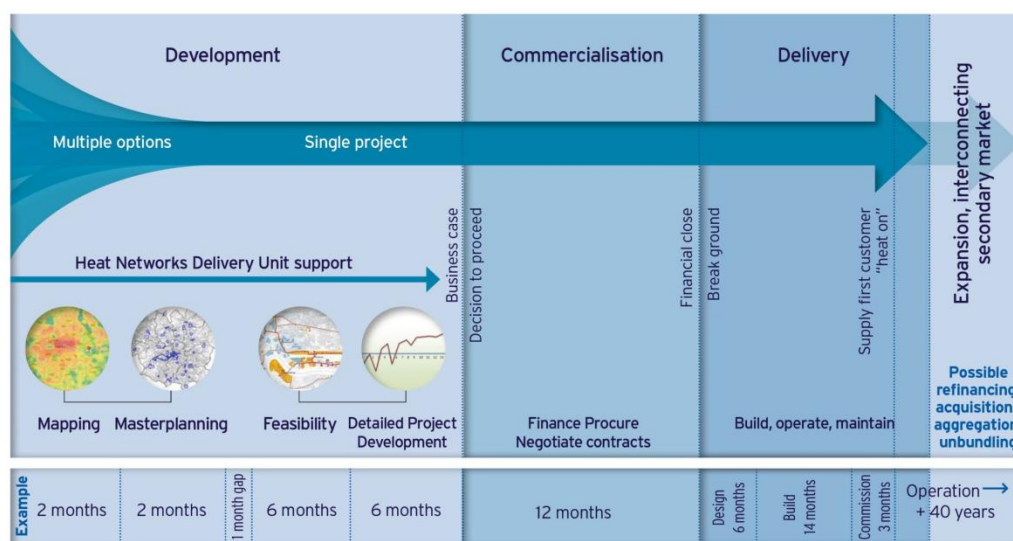 Development
Commercialisation
Delivery
Multiple options
Single project
Heat Networks Delivery Unit support
Business case
Decision to proceed
Financial close
Break ground
Supply first customer
"heat on"
Expansion, interconnecting
secondary market
Mapping
Masterplanning
Feasibility
Detailed Project
Development
Finance Procure
Negotiate contracts
Build, operate, maintain
Possible
refinancing
acquisition
aggregation
unbundling
Example
2 months
2 months
1 month gap
6 months
6 months
12 months
Design
6 months
Build
14 months
Commission
3 months
Operation
+ 40 years